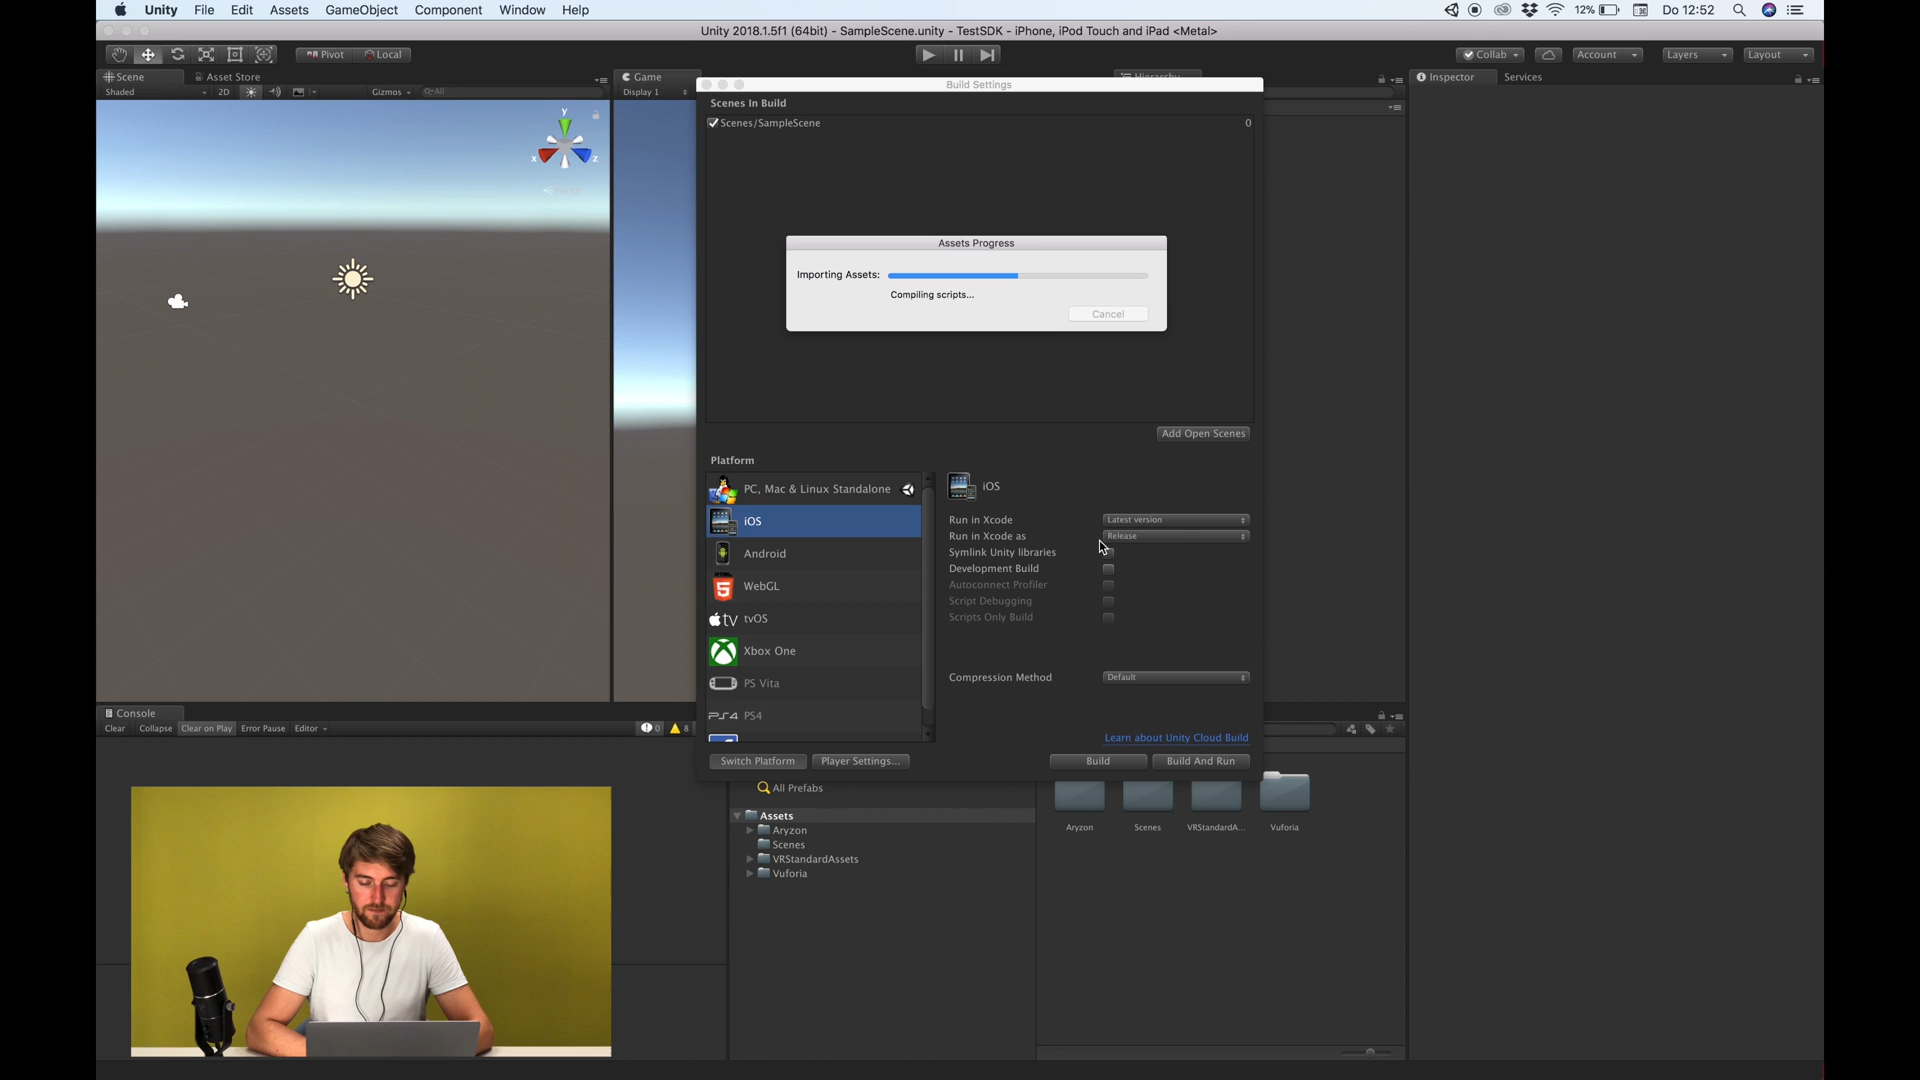 Unity File Edit Assets GameObject Component Window Help
12% Do 12:52
Unity 2018.1.5f1 (64bit) - SampleScene.unity - TestSDK - iPhone, iPod Touch and iPad <Metal>
Pivot Local
Collab Account Layers Layout
Scene Asset Store
Game
Hierarchy
Inspector Services
Shaded 2D Gizmos All
Display 1
y
x z
Persp
Build Settings
Scenes In Build
Scenes/SampleScene 0
Assets Progress
Importing Assets:
Compiling scripts...
Cancel
Add Open Scenes
Platform
PC, Mac & Linux Standalone
iOS
Android
WebGL
tvOS
Xbox One
PS Vita
PS4
iOS
Run in Xcode Latest version
Run in Xcode as Release
Symlink Unity libraries
Development Build
Autoconnect Profiler
Script Debugging
Scripts Only Build
Compression Method Default
Learn about Unity Cloud Build
Switch Platform Player Settings... Build Build And Run
Console
Clear Collapse Clear on Play Error Pause Editor 0 8
All Prefabs
Assets
Aryzon
Scenes
VRStandardAssets
Vuforia
Aryzon Scenes VRStandardA... Vuforia